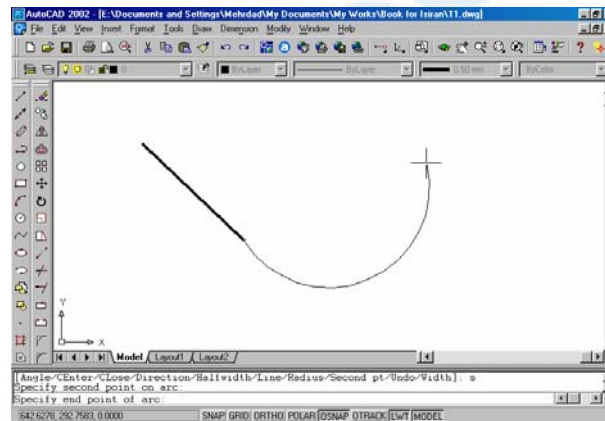 AutoCAD 2002 - [E:\Documents and Settings\Mehrdad\My Documents\My Works\Book for Isiran\11.dwg]
File Edit View Insert Format Tools Draw Dimension Modify Window Help
0 ByLayer ByLayer 0.50 mm ByColor
Y
X
Model Layout1 Layout2
[Angle/CEnter/CLose/Direction/Halfwidth/Line/Radius/Second pt/Undo/Width]: s
Specify second point on arc:
Specify end point of arc:
642.6278, 292.7583, 0.0000 SNAP GRID ORTHO POLAR OSNAP OTRACK LWT MODEL